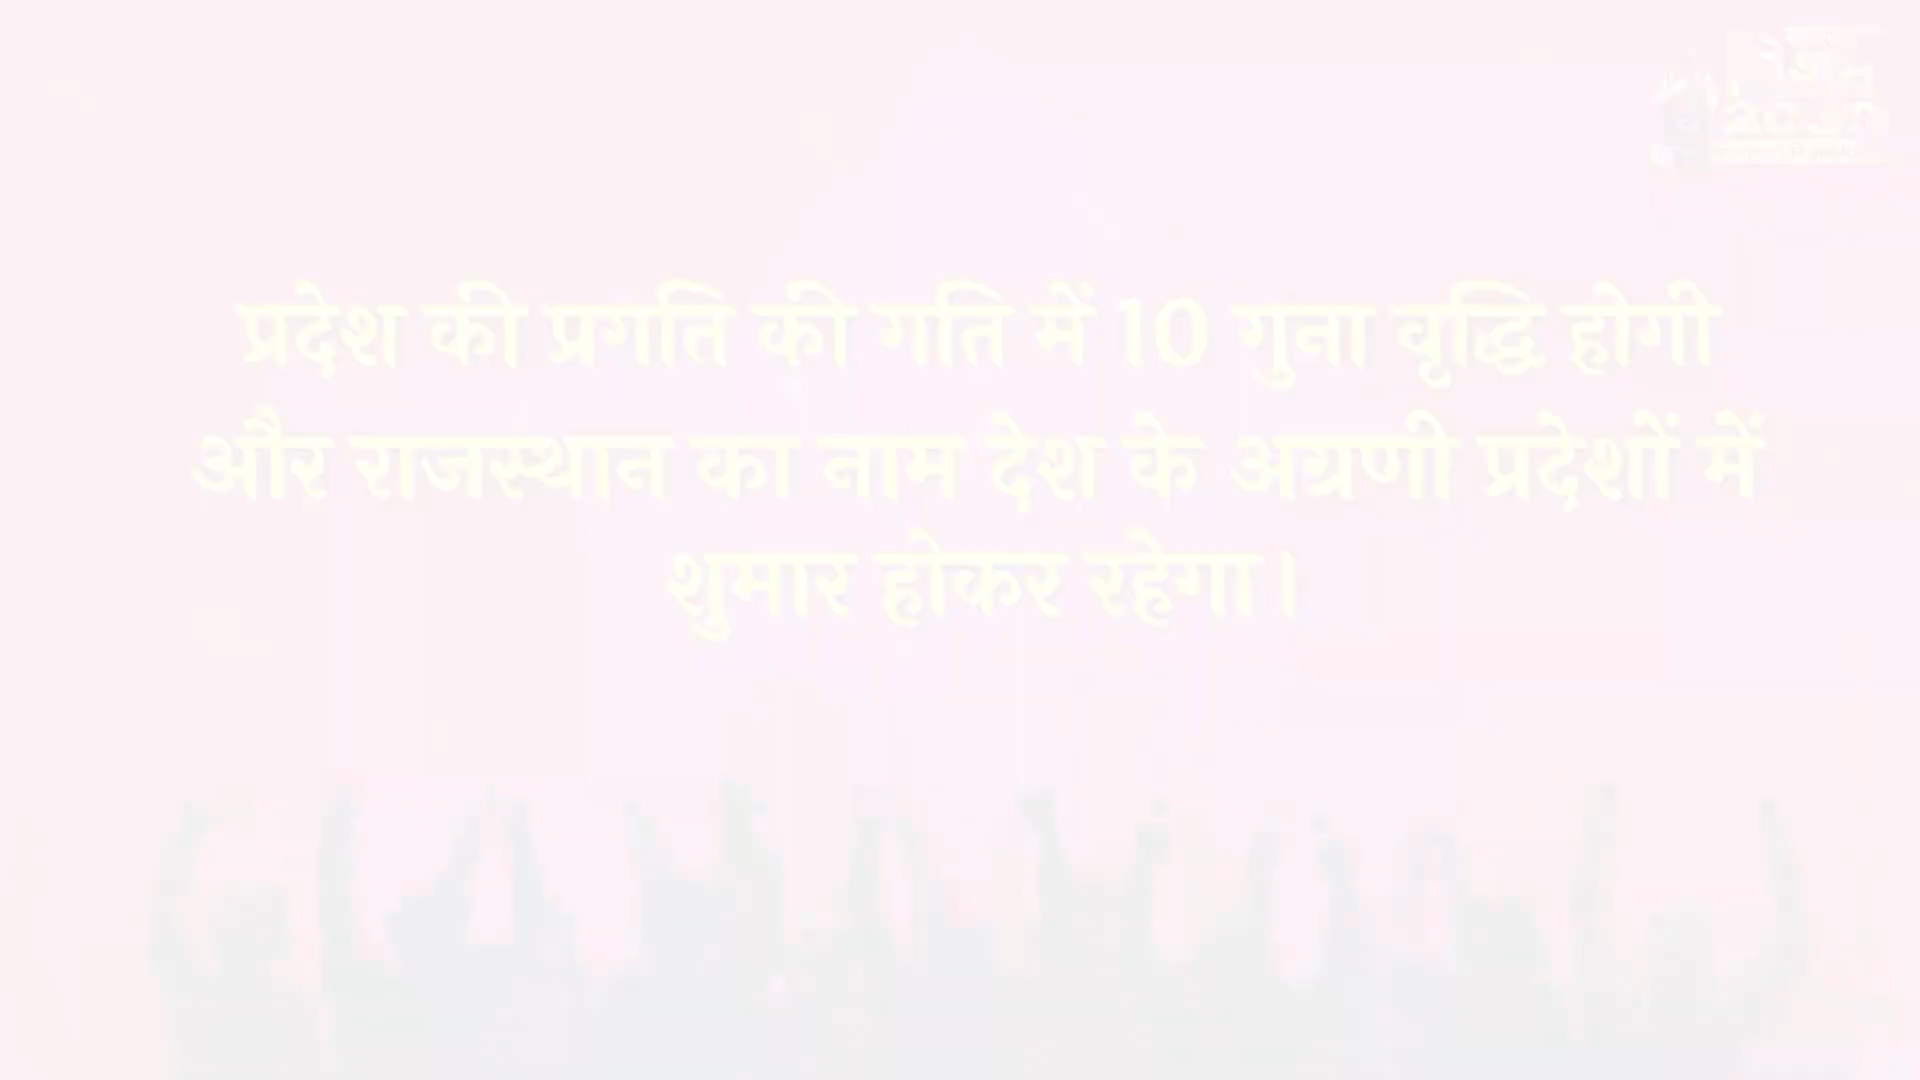 प्रदेश की प्रगति की गति में 10 गुना वृद्धि होगी
और राजस्थान का नाम देश के अग्रणी प्रदेशों में
शुमार होकर रहेगा।